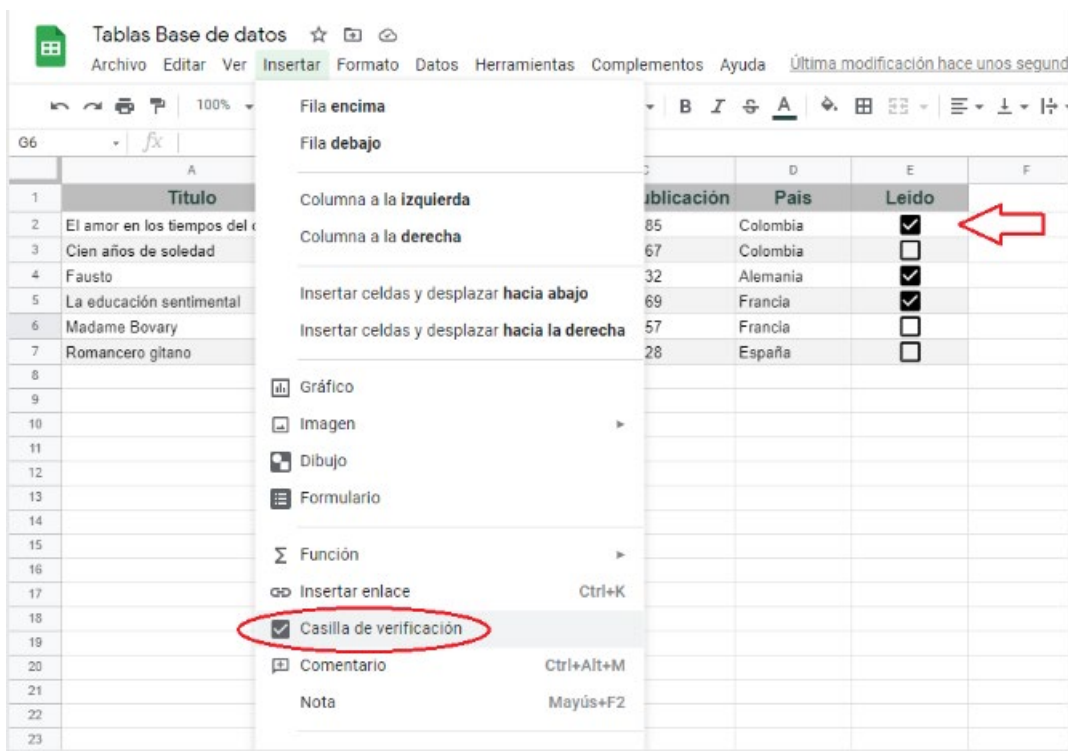 Tablas Base de datos
Archivo Editar Ver Insertar Formato Datos Herramientas Complementos Ayuda Última modificación hace unos segund
100% B I S A
G6 fx
A D E F
1 Titulo Pais Leido
2 El amor en los tiempos del 85 Colombia
3 Cien años de soledad 67 Colombia
4 Fausto 32 Alemania
5 La educación sentimental 69 Francia
6 Madame Bovary 57 Francia
7 Romancero gitano 28 España
8
9
10
11
12
13
14
15
16
17
18
19
20
21
22
23
Fila encima
Fila debajo
Columna a la izquierda
Columna a la derecha
Insertar celdas y desplazar hacia abajo
Insertar celdas y desplazar hacia la derecha
Gráfico
Imagen
Dibujo
Formulario
Σ Función
Insertar enlace Ctrl+K
Casilla de verificación
Comentario Ctrl+Alt+M
Nota Mayús+F2